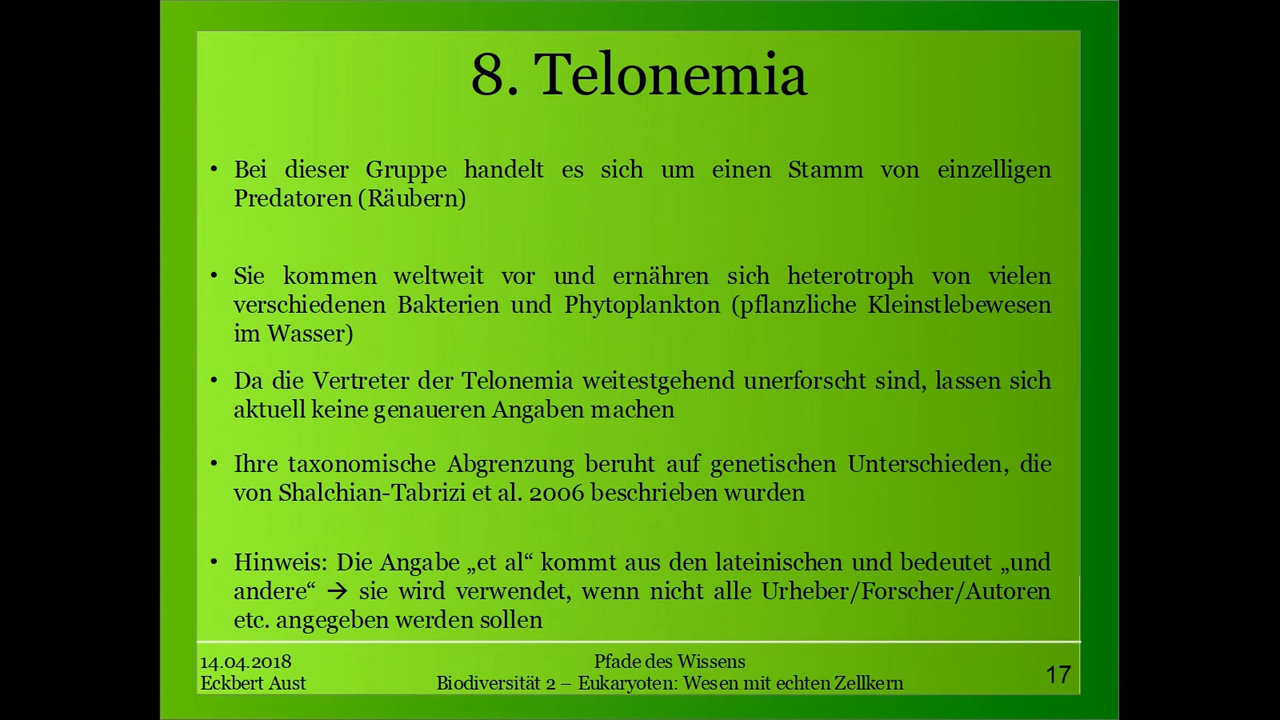 8. Telonemia
• Bei dieser Gruppe handelt es sich um einen Stamm von einzelligen
Predatoren (Räubern)
• Sie kommen weltweit vor und ernähren sich heterotroph von vielen
verschiedenen Bakterien und Phytoplankton (pflanzliche Kleinstlebewesen
im Wasser)
• Da die Vertreter der Telonemia weitestgehend unerforscht sind, lassen sich
aktuell keine genaueren Angaben machen
• Ihre taxonomische Abgrenzung beruht auf genetischen Unterschieden, die
von Shalchian-Tabrizi et al. 2006 beschrieben wurden
• Hinweis: Die Angabe „et al“ kommt aus den lateinischen und bedeutet „und
andere“ → sie wird verwendet, wenn nicht alle Urheber/Forscher/Autoren
etc. angegeben werden sollen
14.04.2018
Eckbert Aust
Pfade des Wissens
Biodiversität 2 – Eukaryoten: Wesen mit echten Zellkern
17